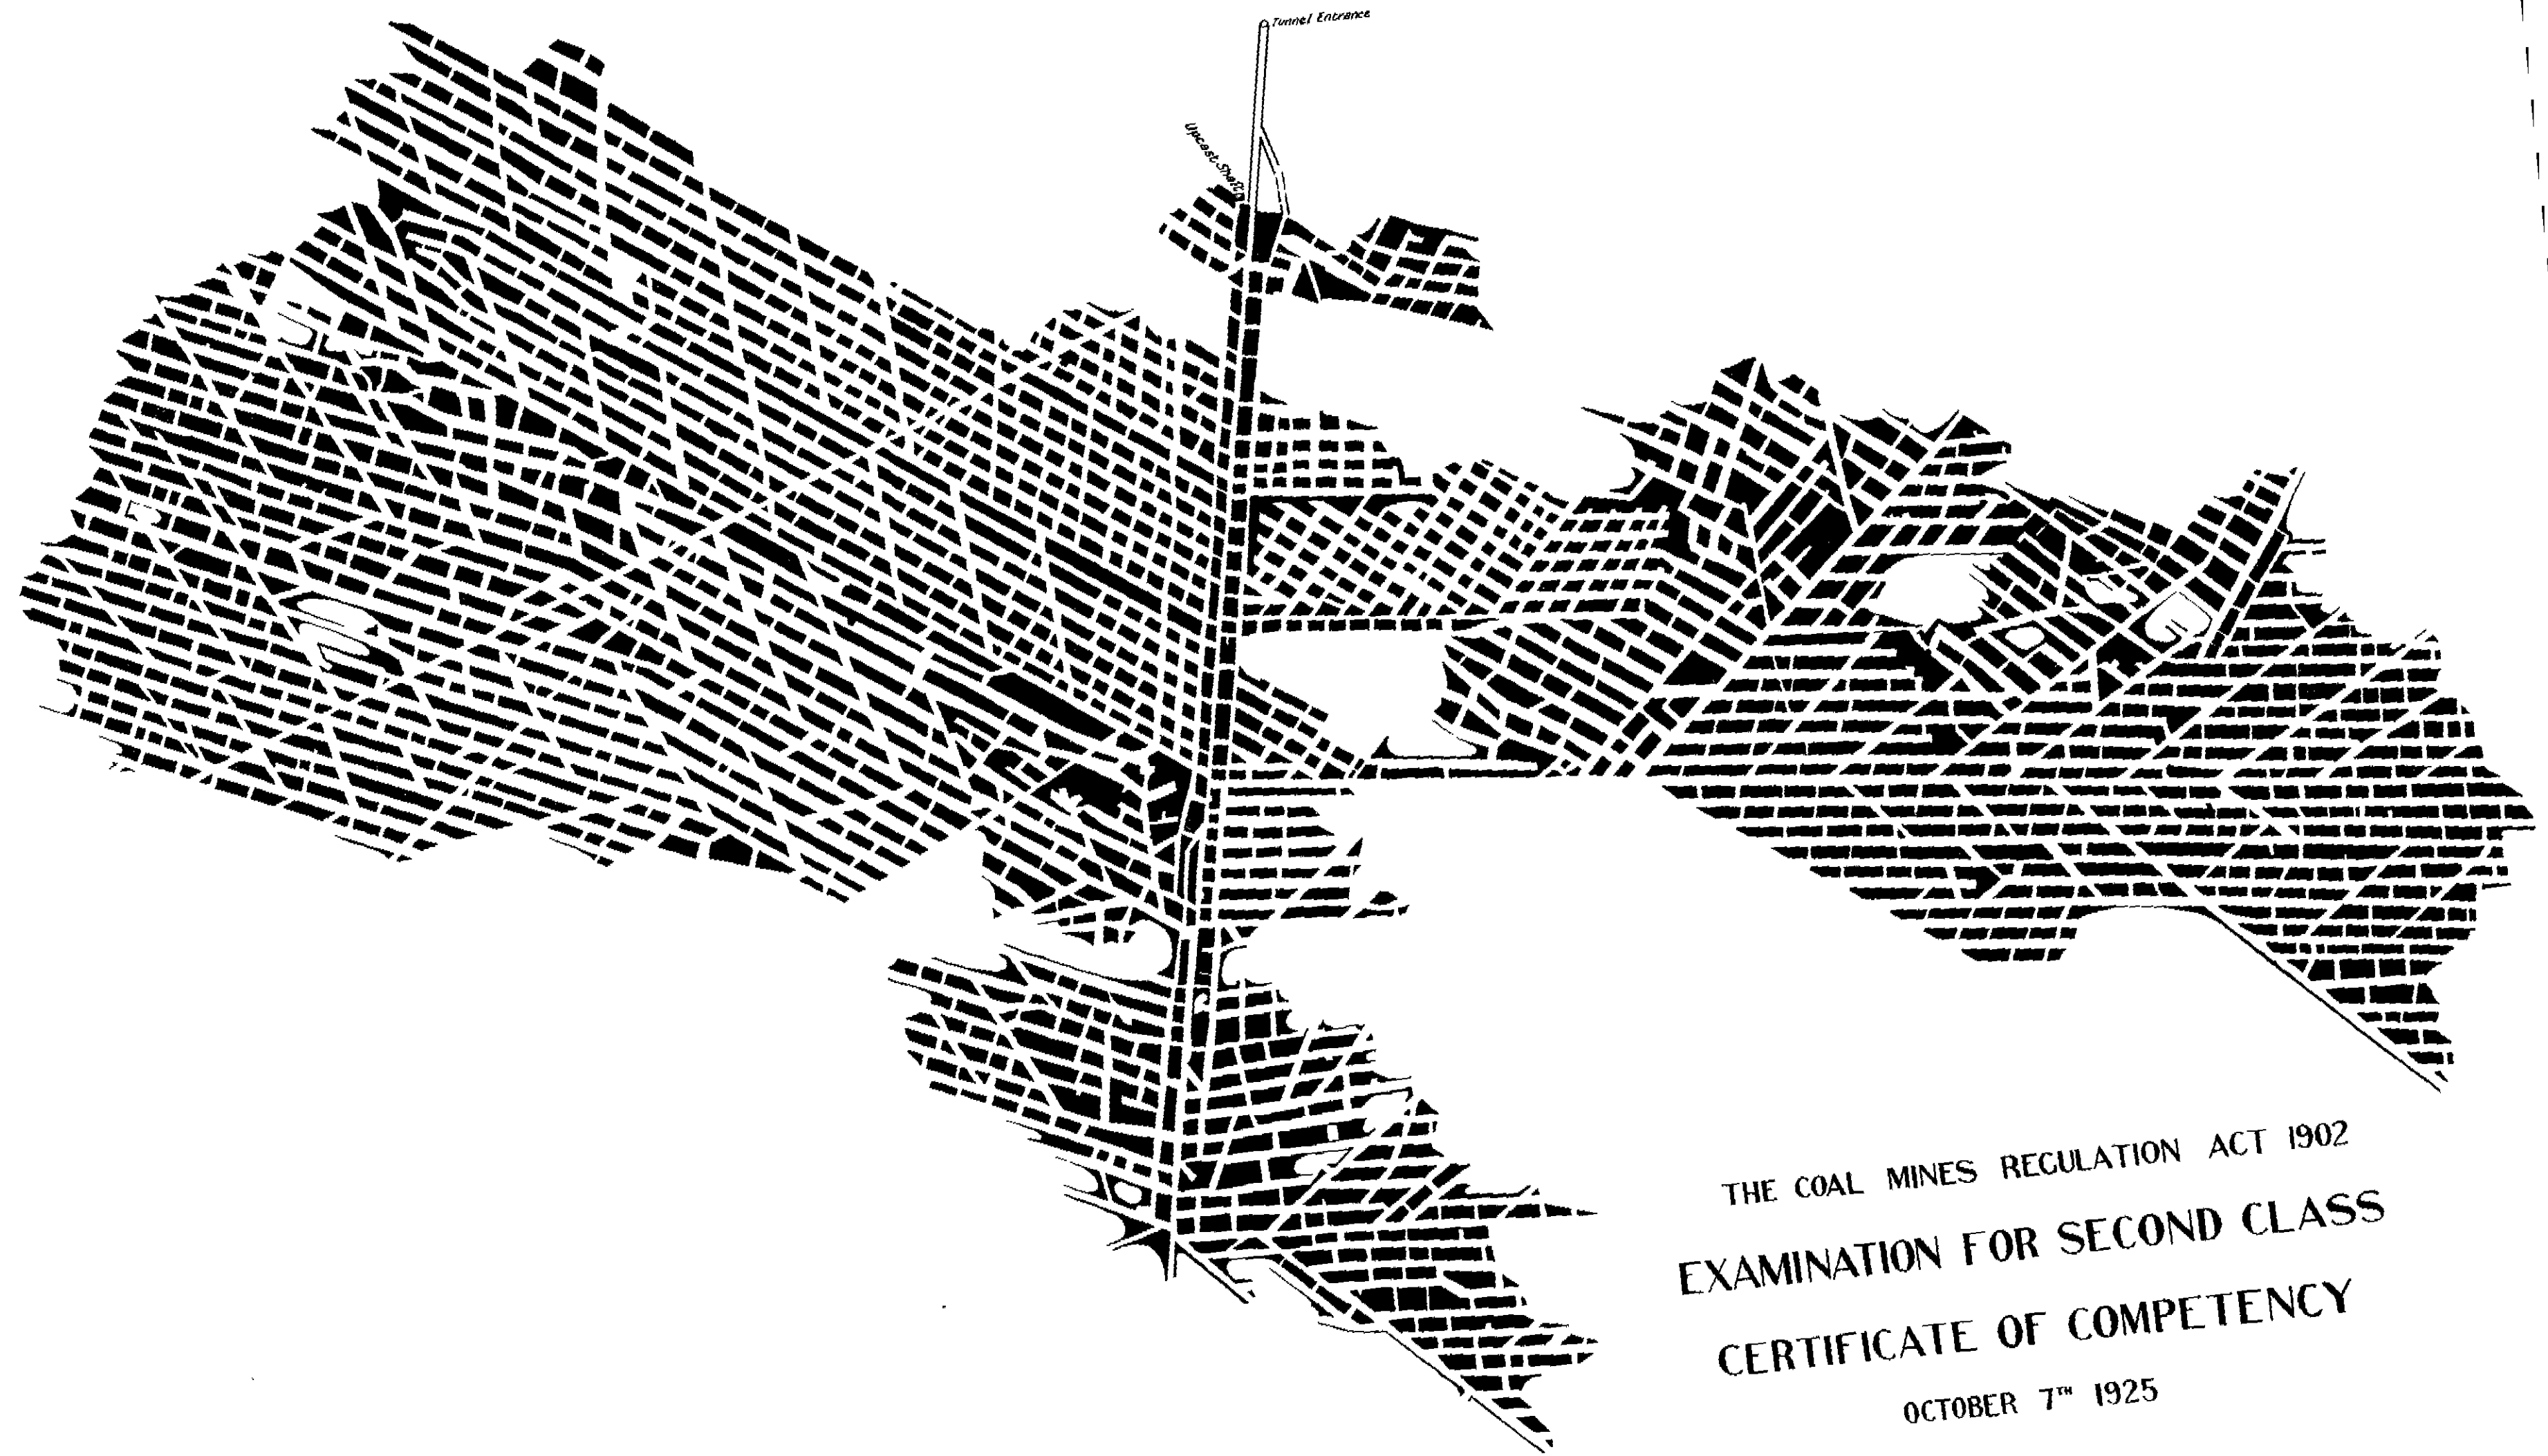 Tunnel Entrance
Upcast Shaft
THE COAL MINES REGULATION ACT 1902
EXAMINATION FOR SECOND CLASS
CERTIFICATE OF COMPETENCY
OCTOBER 7TH 1925